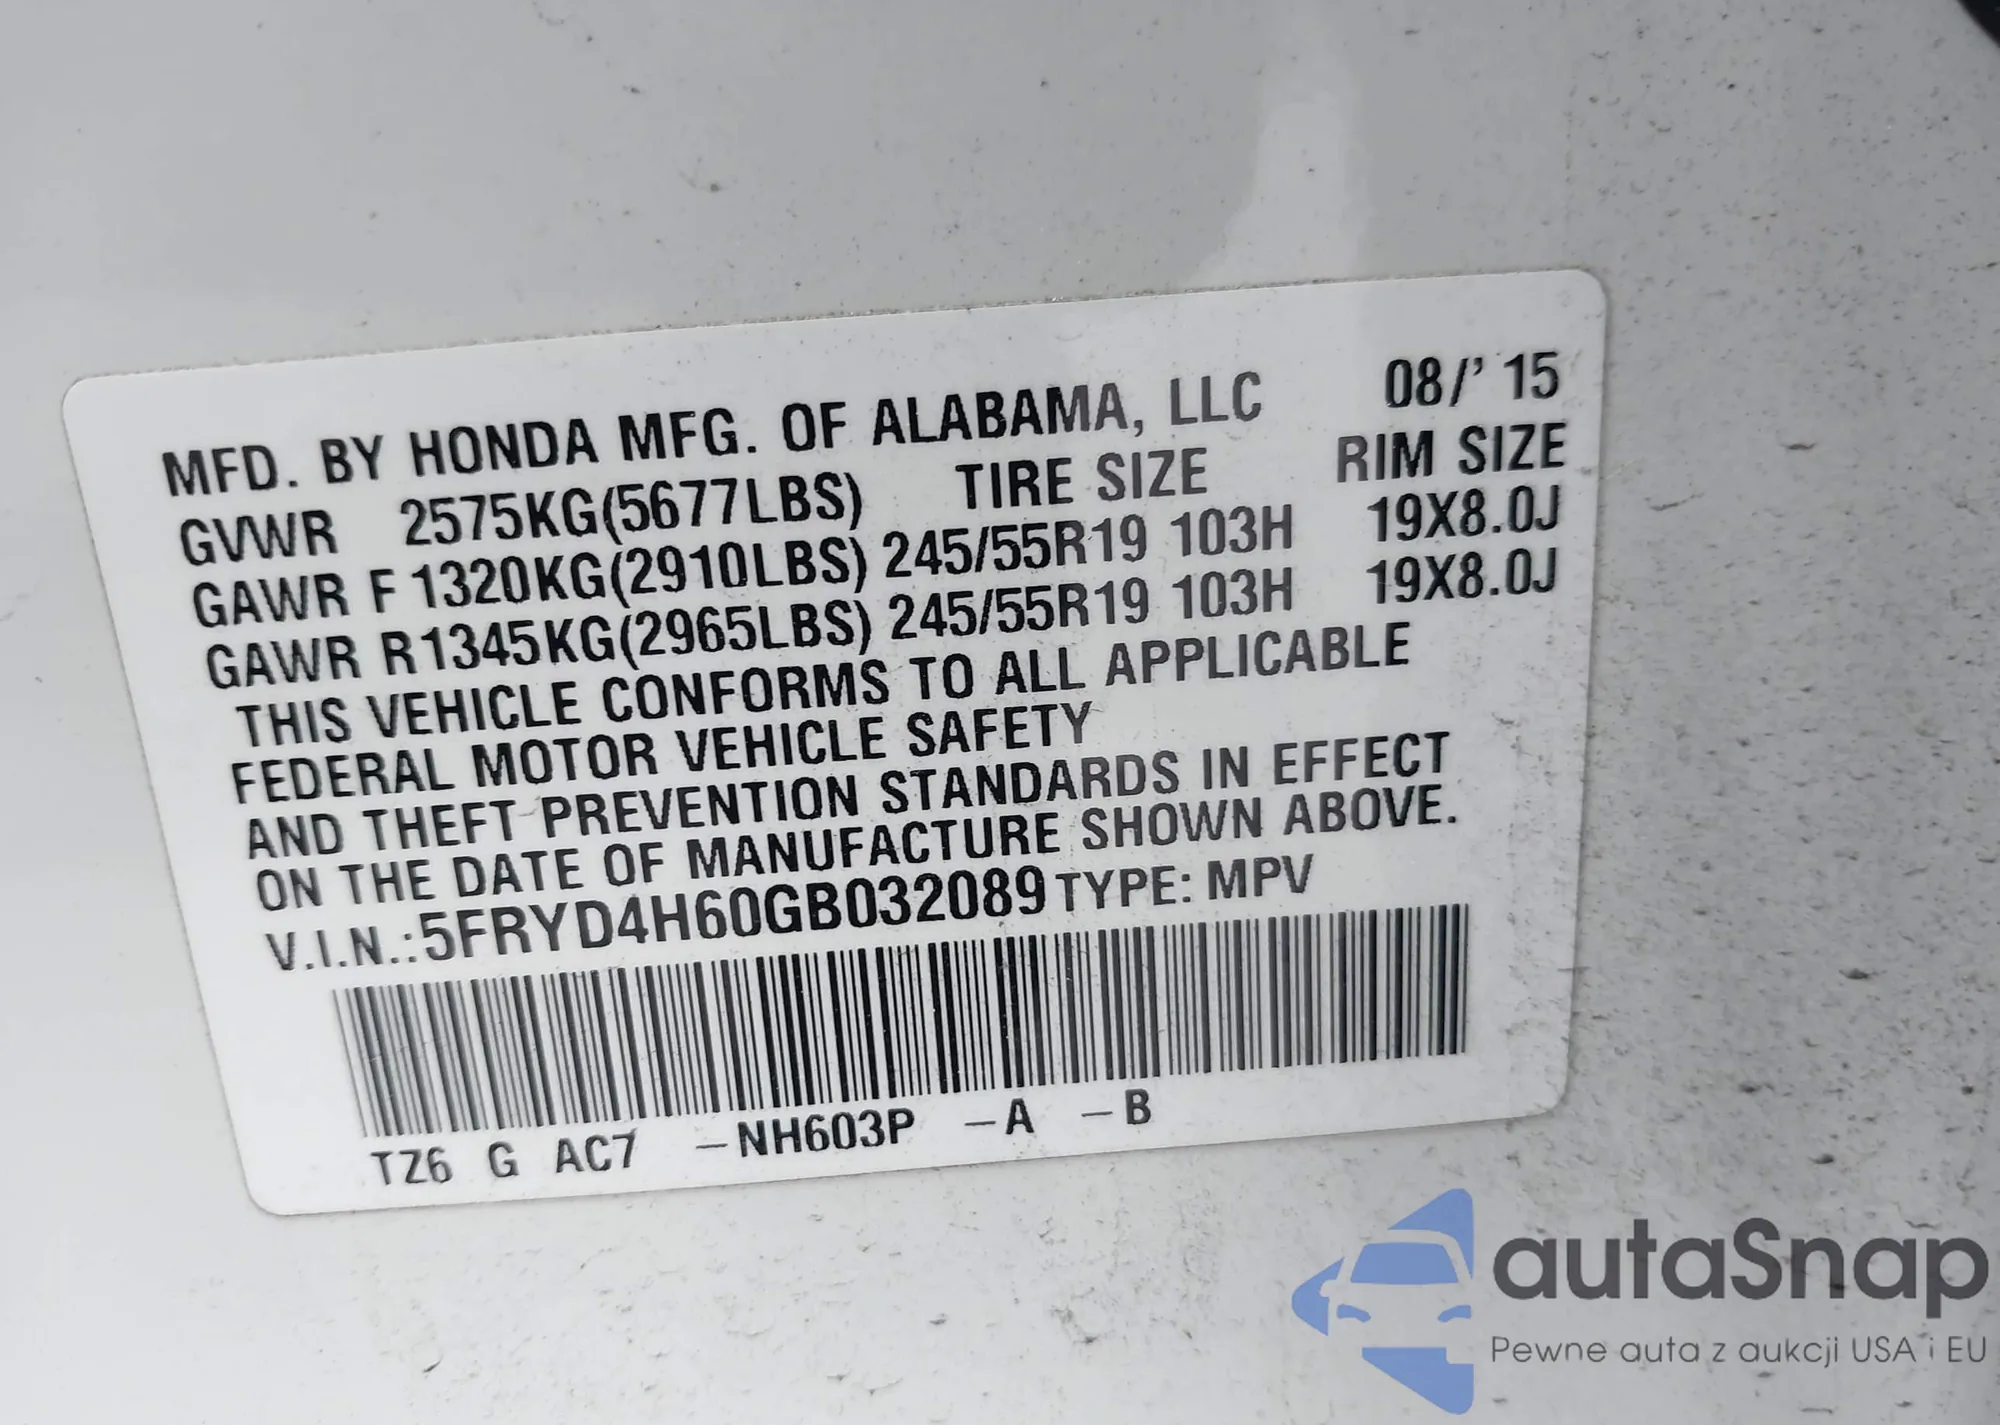 MFD. BY HONDA MFG. OF ALABAMA, LLC 08/' 15
GVWR 2575KG(5677LBS) TIRE SIZE RIM SIZE
GAWR F 1320KG(2910LBS) 245/55R19 103H 19X8.0J
GAWR R1345KG(2965LBS) 245/55R19 103H 19X8.0J
THIS VEHICLE CONFORMS TO ALL APPLICABLE
FEDERAL MOTOR VEHICLE SAFETY
AND THEFT PREVENTION STANDARDS IN EFFECT
ON THE DATE OF MANUFACTURE SHOWN ABOVE.
V.I.N.:5FRYD4H60GB032089 TYPE: MPV
TZ6 G AC7 –NH603P –A –B
autaSnap
Pewne auta z aukcji USA i EU